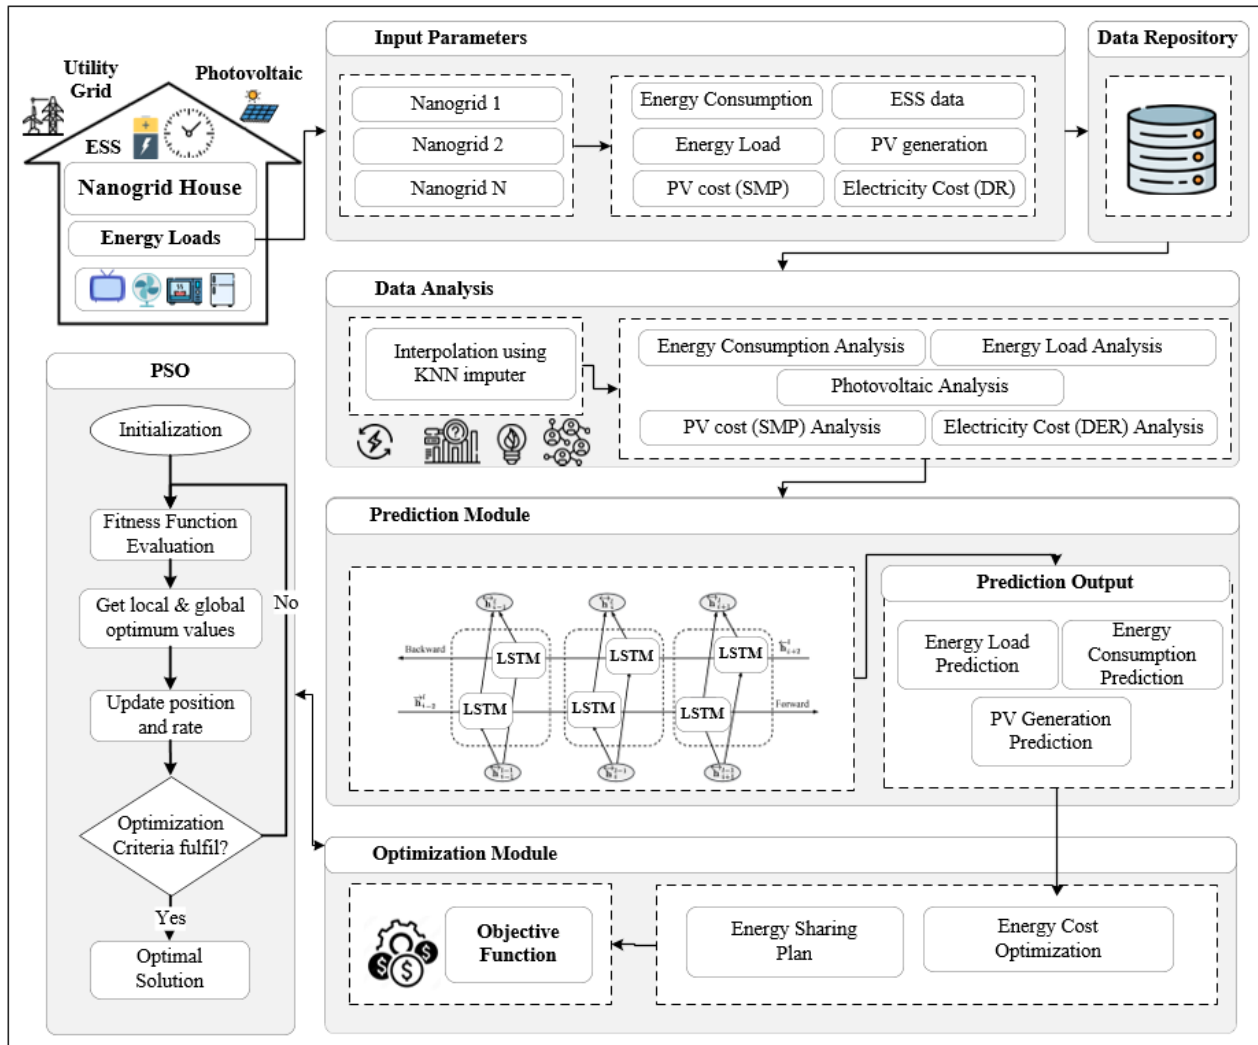 Utility
Grid
Photovoltaic
ESS
Nanogrid House
Energy Loads
Input Parameters
Nanogrid 1
Nanogrid 2
Nanogrid N
Energy Consumption
ESS data
Energy Load
PV generation
PV cost (SMP)
Electricity Cost (DR)
Data Repository
Data Analysis
Interpolation using
KNN imputer
Energy Consumption Analysis
Energy Load Analysis
Photovoltaic Analysis
PV cost (SMP) Analysis
Electricity Cost (DER) Analysis
PSO
Initialization
Fitness Function
Evaluation
Get local & global
optimum values
No
Update position
and rate
Optimization
Criteria fulfil?
Yes
Optimal
Solution
Prediction Module
Backward
LSTM
LSTM
LSTM
LSTM
LSTM
LSTM
Forward
Prediction Output
Energy Load
Prediction
Energy
Consumption
Prediction
PV Generation
Prediction
Optimization Module
Objective
Function
Energy Sharing
Plan
Energy Cost
Optimization